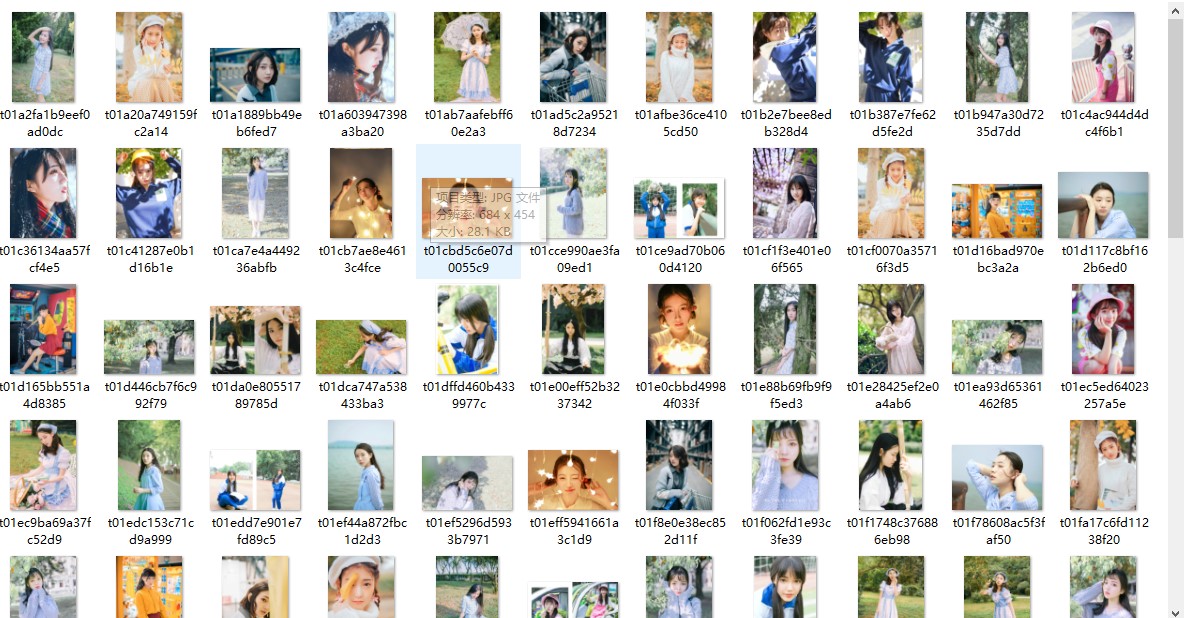 t01a2fa1b9eef0
ad0dc
t01a20a749159f
c2a14
t01a1889bb49e
b6fed7
t01a603947398
a3ba20
t01ab7aafebff6
0e2a3
t01ad5c2a9521
8d7234
t01afbe36ce410
5cd50
t01b2e7bee8ed
b328d4
t01b387e7fe62
d5fe2d
t01b947a30d72
35d7dd
t01c4ac944d4d
c4f6b1
t01c36134aa57f
cf4e5
t01c41287e0b1
d16b1e
t01ca7e4a4492
36abfb
t01cb7ae8e461
3c4fce
项目类型: JPG 文件
分辨率: 684 x 454
大小: 28.1 KB
t01cbd5c6e07d
0055c9
t01cce990ae3fa
09ed1
t01ce9ad70b06
0d4120
t01cf1f3e401e0
6f565
t01cf0070a3571
6f3d5
t01d16bad970e
bc3a2a
t01d117c8bf16
2b6ed0
t01d165bb551a
4d8385
t01d446cb7f6c9
92f79
t01da0e805517
89785d
t01dca747a538
433ba3
t01dffd460b433
9977c
t01e00eff52b32
37342
t01e0cbbd4998
4f033f
t01e88b69fb9f9
f5ed3
t01e28425ef2e0
a4ab6
t01ea93d65361
462f85
t01ec5ed64023
257a5e
t01ec9ba69a37f
c52d9
t01edc153c71c
d9a999
t01edd7e901e7
fd89c5
t01ef44a872fbc
1d2d3
t01ef5296d593
3b7971
t01eff5941661a
3c1d9
t01f8e0e38ec85
2d11f
t01f062fd1e93c
3fe39
t01f1748c37688
6eb98
t01f78608ac5f3f
af50
t01fa17c6fd112
38f20